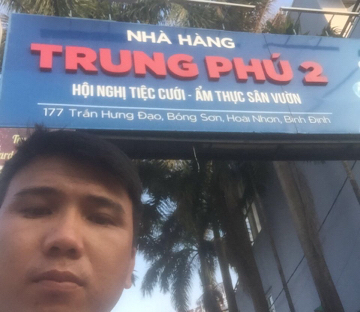 NHÀ HÀNG
TRUNG PHÚ 2
HỘI NGHỊ TIỆC CƯỚI - ẨM THỰC SÂN VƯỜN
177 Trần Hưng Đạo, Bồng Sơn, Hoài Nhơn, Bình Định